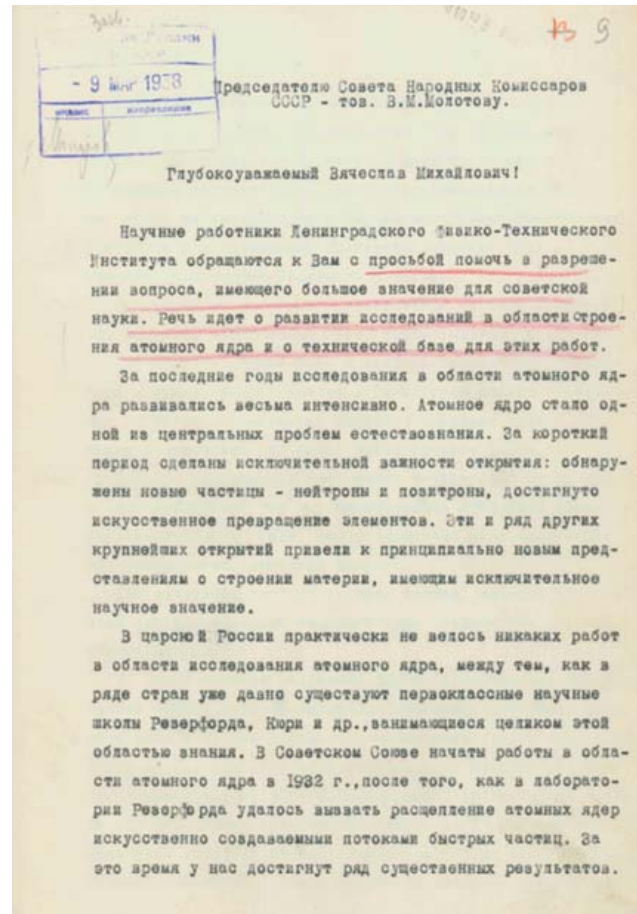 9
- 9 МАР 1938
Председателю Совета Народных Комиссаров
СССР - тов. В.М.Молотову.
Глубокоуважаемый Вячеслав Михайлович!
Научные работники Ленинградского Физико-Технического
Института обращаются к Вам с просьбой помочь в разреше-
нии вопроса, имеющего большое значение для советской
науки. Речь идет о развитии исследований в области строе-
ния атомного ядра и о технической базе для этих работ.
За последние годы исследования в области атомного яд-
ра развивались весьма интенсивно. Атомное ядро стало од-
ной из центральных проблем естествознания. За короткий
период сделаны исключительной важности открытия: обнару-
жены новые частицы - нейтроны и позитроны, достигнуто
искусственное превращение элементов. Эти и ряд других
крупнейших открытий привели к принципиально новым пред-
ставлениям о строении материи, имеющим исключительное
научное значение.
В царской России практически не велось никаких работ
в области исследования атомного ядра, между тем, как в
ряде стран уже давно существуют первоклассные научные
школы Резерфорда, Кюри и др.,занимающиеся целиком этой
областью знания. В Советском Союзе начаты работы в обла-
сти атомного ядра в 1932 г.,после того, как в лаборато-
рии Резерфорда удалось вызвать расщепление атомных ядер
искусственно создаваемыми потоками быстрых частиц. За
это время у нас достигнут ряд существенных результатов.